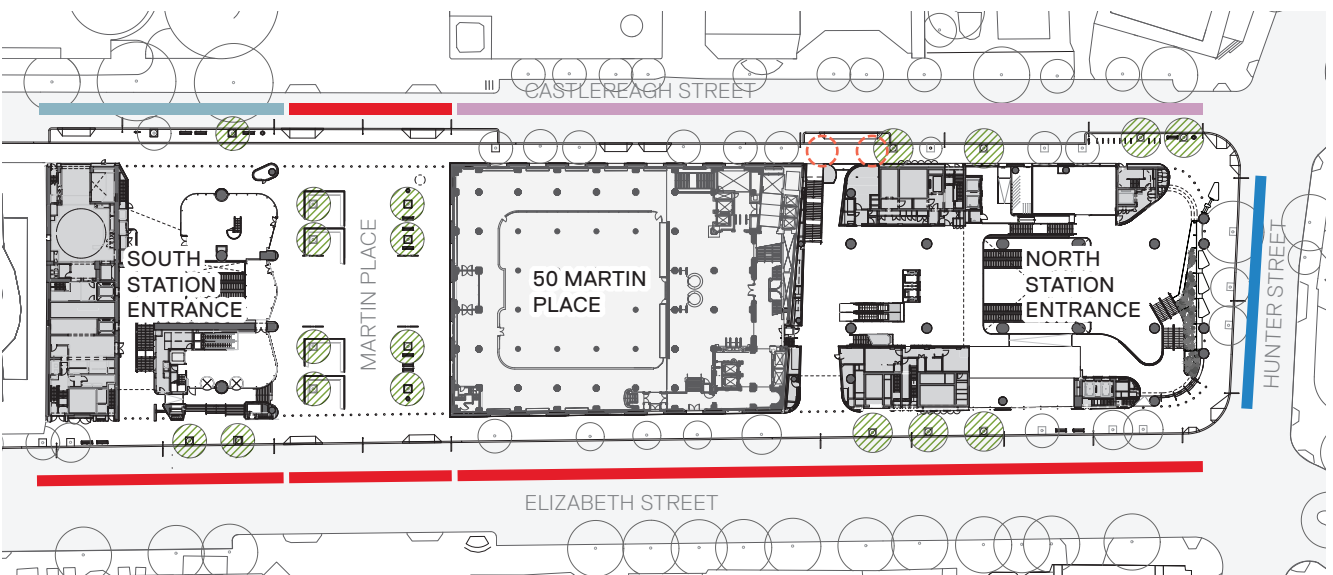 CASTLEREAGH STREET
SOUTH
STATION
ENTRANCE
MARTIN PLACE
50 MARTIN
PLACE
NORTH
STATION
ENTRANCE
HUNTER STREET
ELIZABETH STREET